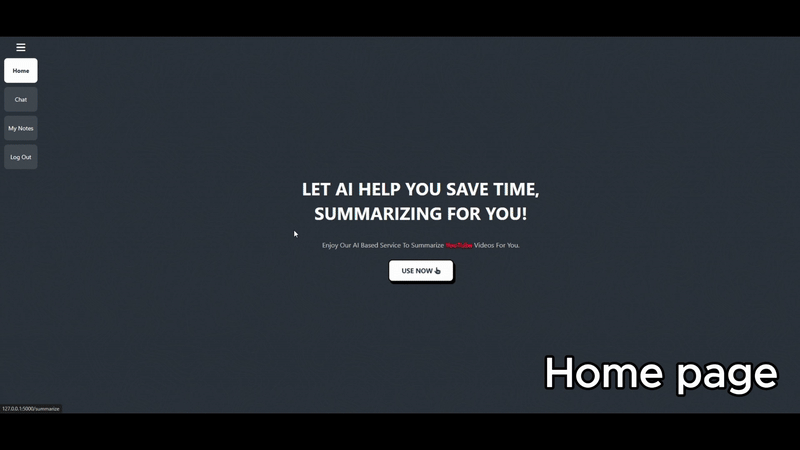 Home
Chat
My Notes
Log Out
LET AI HELP YOU SAVE TIME,
SUMMARIZING FOR YOU!
Enjoy Our AI Based Service To Summarize YouTube Videos For You.
USE NOW
Home page
127.0.0.1:5000/summarize